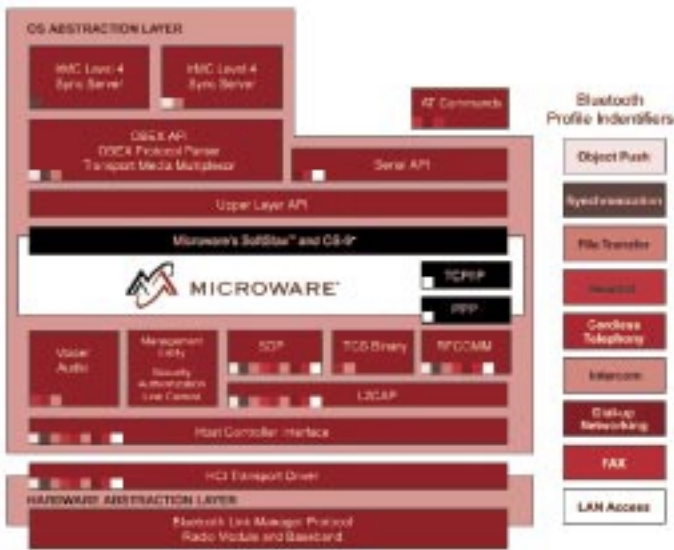 OS ABSTRACTION LAYER
IrMC Level 4
Sync Server
IrMC Level 4
Sync Server
AT Commands
OBEX API
OBEX Protocol Parser
Transport Media Multiplexor
Serial API
Upper Layer API
Microware's SoftStax™ and OS-9®
MICROWARE®
TCP/IP
PPP
Voice/
Audio
Management
Entity
Security
Authentication
Link Control
SDP
TCS Binary
RFCOMM
L2CAP
Host Controller Interface
HCI Transport Driver
HARDWARE ABSTRACTION LAYER
Bluetooth Link Manager Protocol
Radio Module and Baseband
Bluetooth
Profile Indentifiers
Object Push
Synchronization
File Transfer
Headset
Cordless
Telephony
Intercom
Dial-up
Networking
FAX
LAN Access